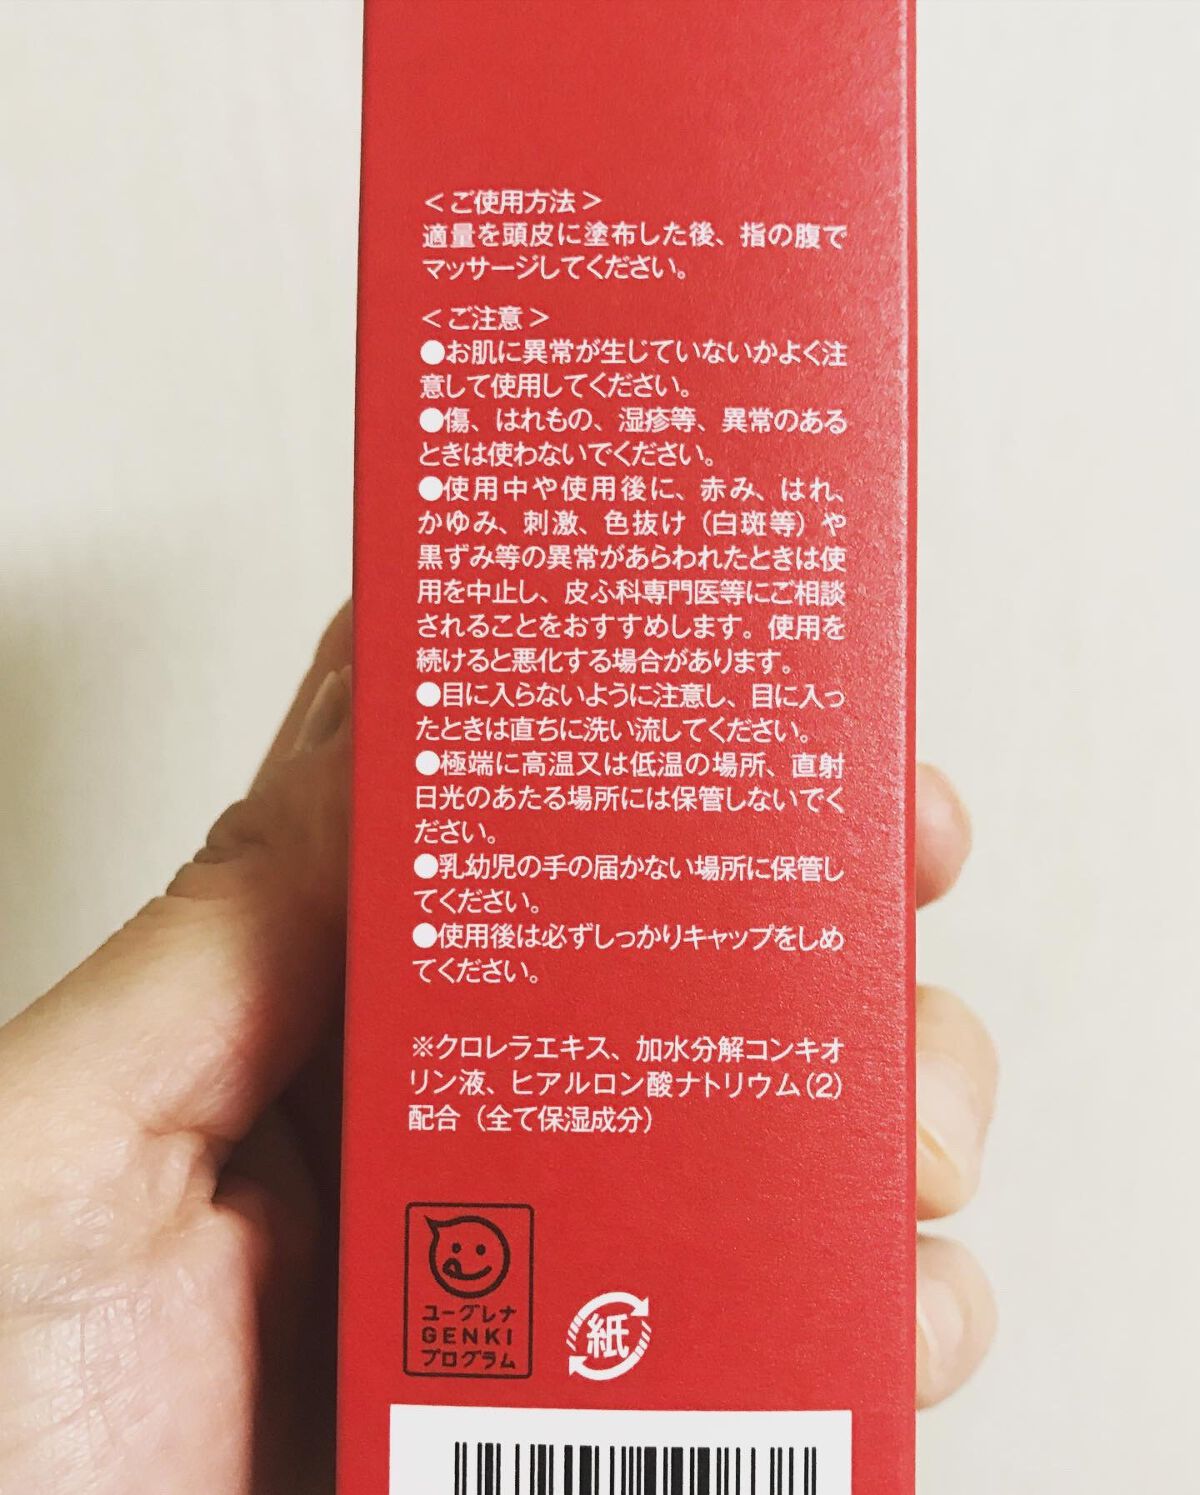 ＜ご使用方法＞
適量を頭皮に塗布した後、指の腹で
マッサージしてください。
＜ご注意＞
●お肌に異常が生じていないかよく注
意して使用してください。
●傷、はれもの、湿疹等、異常のある
ときは使わないでください。
●使用中や使用後に、赤み、はれ、
かゆみ、刺激、色抜け（白斑等）や
黒ずみ等の異常があらわれたときは使
用を中止し、皮ふ科専門医等にご相談
されることをおすすめします。使用を
続けると悪化する場合があります。
●目に入らないように注意し、目に入っ
たときは直ちに洗い流してください。
●極端に高温又は低温の場所、直射
日光のあたる場所には保管しないでく
ださい。
●乳幼児の手の届かない場所に保管し
てください。
●使用後は必ずしっかりキャップをしめ
てください。
※クロレラエキス、加水分解コンキオ
リン液、ヒアルロン酸ナトリウム（2）
配合（全て保湿成分）
ユーグレナ
GENKI
プログラム
紙